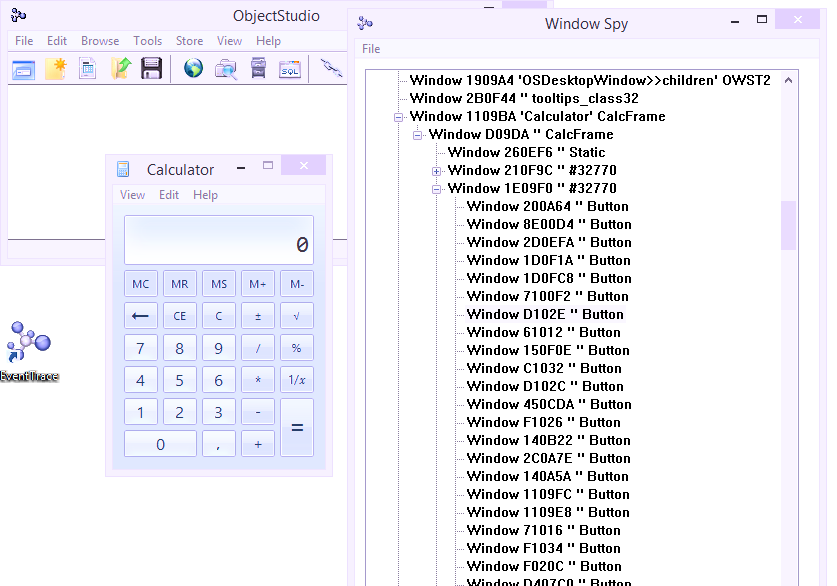 ObjectStudio
File Edit Browse Tools Store View Help
SQL
Calculator
View Edit Help
0
MC MR MS M+ M-
← CE C ± √
7 8 9 / %
4 5 6 * 1/x
1 2 3 - =
0 , +
EventTrace
Window Spy
File
Window 1909A4 'OSDesktopWindow>>children' OWST2
Window 2B0F44 '' tooltips_class32
Window 1109BA 'Calculator' CalcFrame
Window D09DA '' CalcFrame
Window 260EF6 '' Static
Window 210F9C '' #32770
Window 1E09F0 '' #32770
Window 200A64 '' Button
Window 8E00D4 '' Button
Window 2D0EFA '' Button
Window 1D0F1A '' Button
Window 1D0FC8 '' Button
Window 7100F2 '' Button
Window D102E '' Button
Window 61012 '' Button
Window 150F0E '' Button
Window C1032 '' Button
Window D102C '' Button
Window 450CDA '' Button
Window F1026 '' Button
Window 140B22 '' Button
Window 2C0A7E '' Button
Window 140A5A '' Button
Window 1109FC '' Button
Window 1109E8 '' Button
Window 71016 '' Button
Window F1034 '' Button
Window F020C '' Button
Window D407C0 '' Button